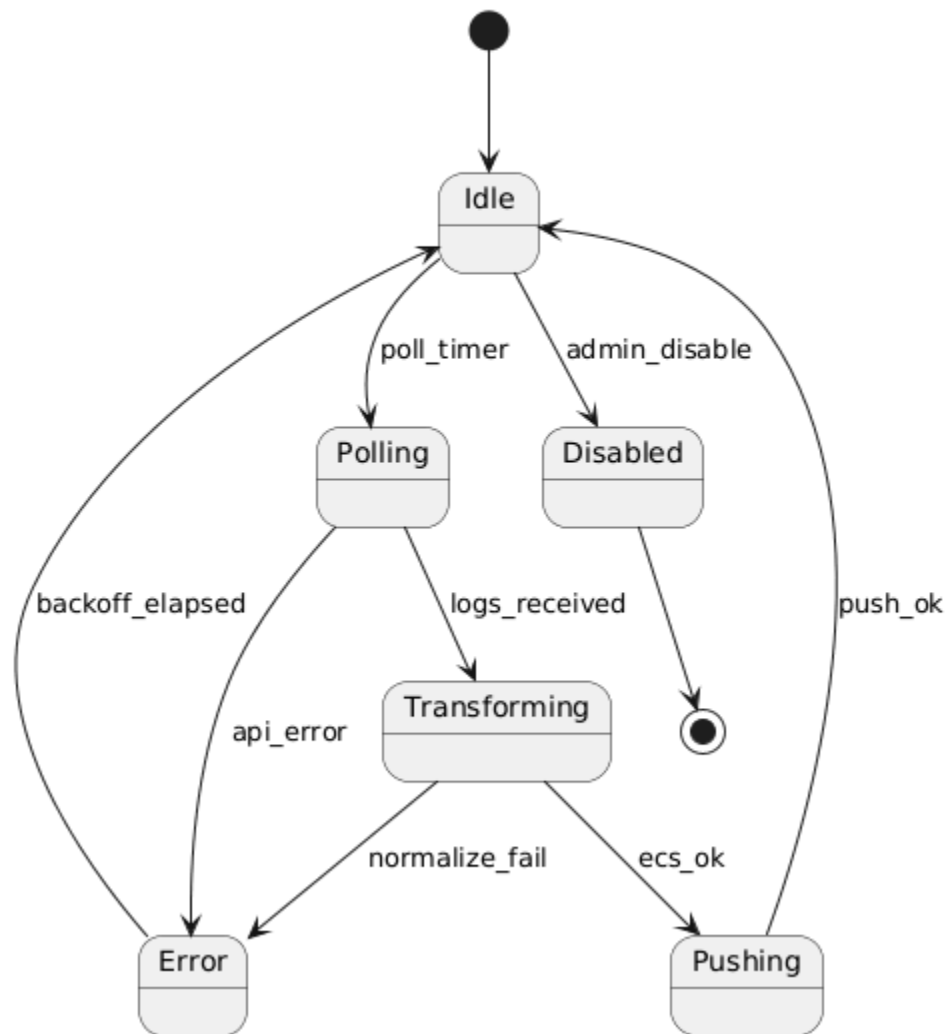 Idle
poll_timer
admin_disable
Polling
Disabled
backoff_elapsed
logs_received
push_ok
Transforming
api_error
normalize_fail
ecs_ok
Error
Pushing